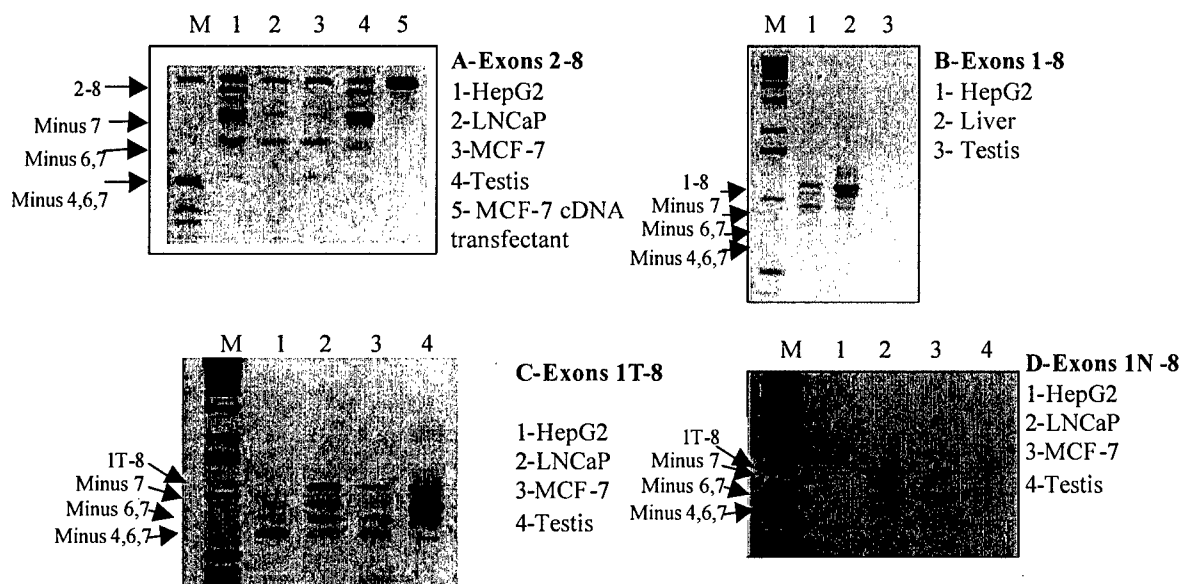 M 1 2 3 4 5
2-8
Minus 7
Minus 6,7
Minus 4,6,7
A-Exons 2-8
1-HepG2
2-LNCaP
3-MCF-7
4-Testis
5- MCF-7 cDNA
transfectant
M 1 2 3
1-8
Minus 7
Minus 6,7
Minus 4,6,7
B-Exons 1-8
1- HepG2
2- Liver
3- Testis
M 1 2 3 4
1T-8
Minus 7
Minus 6,7
Minus 4,6,7
C-Exons 1T-8
1-HepG2
2-LNCaP
3-MCF-7
4-Testis
M 1 2 3 4
1T-8
Minus 7
Minus 6,7
Minus 4,6,7
D-Exons 1N -8
1-HepG2
2-LNCaP
3-MCF-7
4-Testis